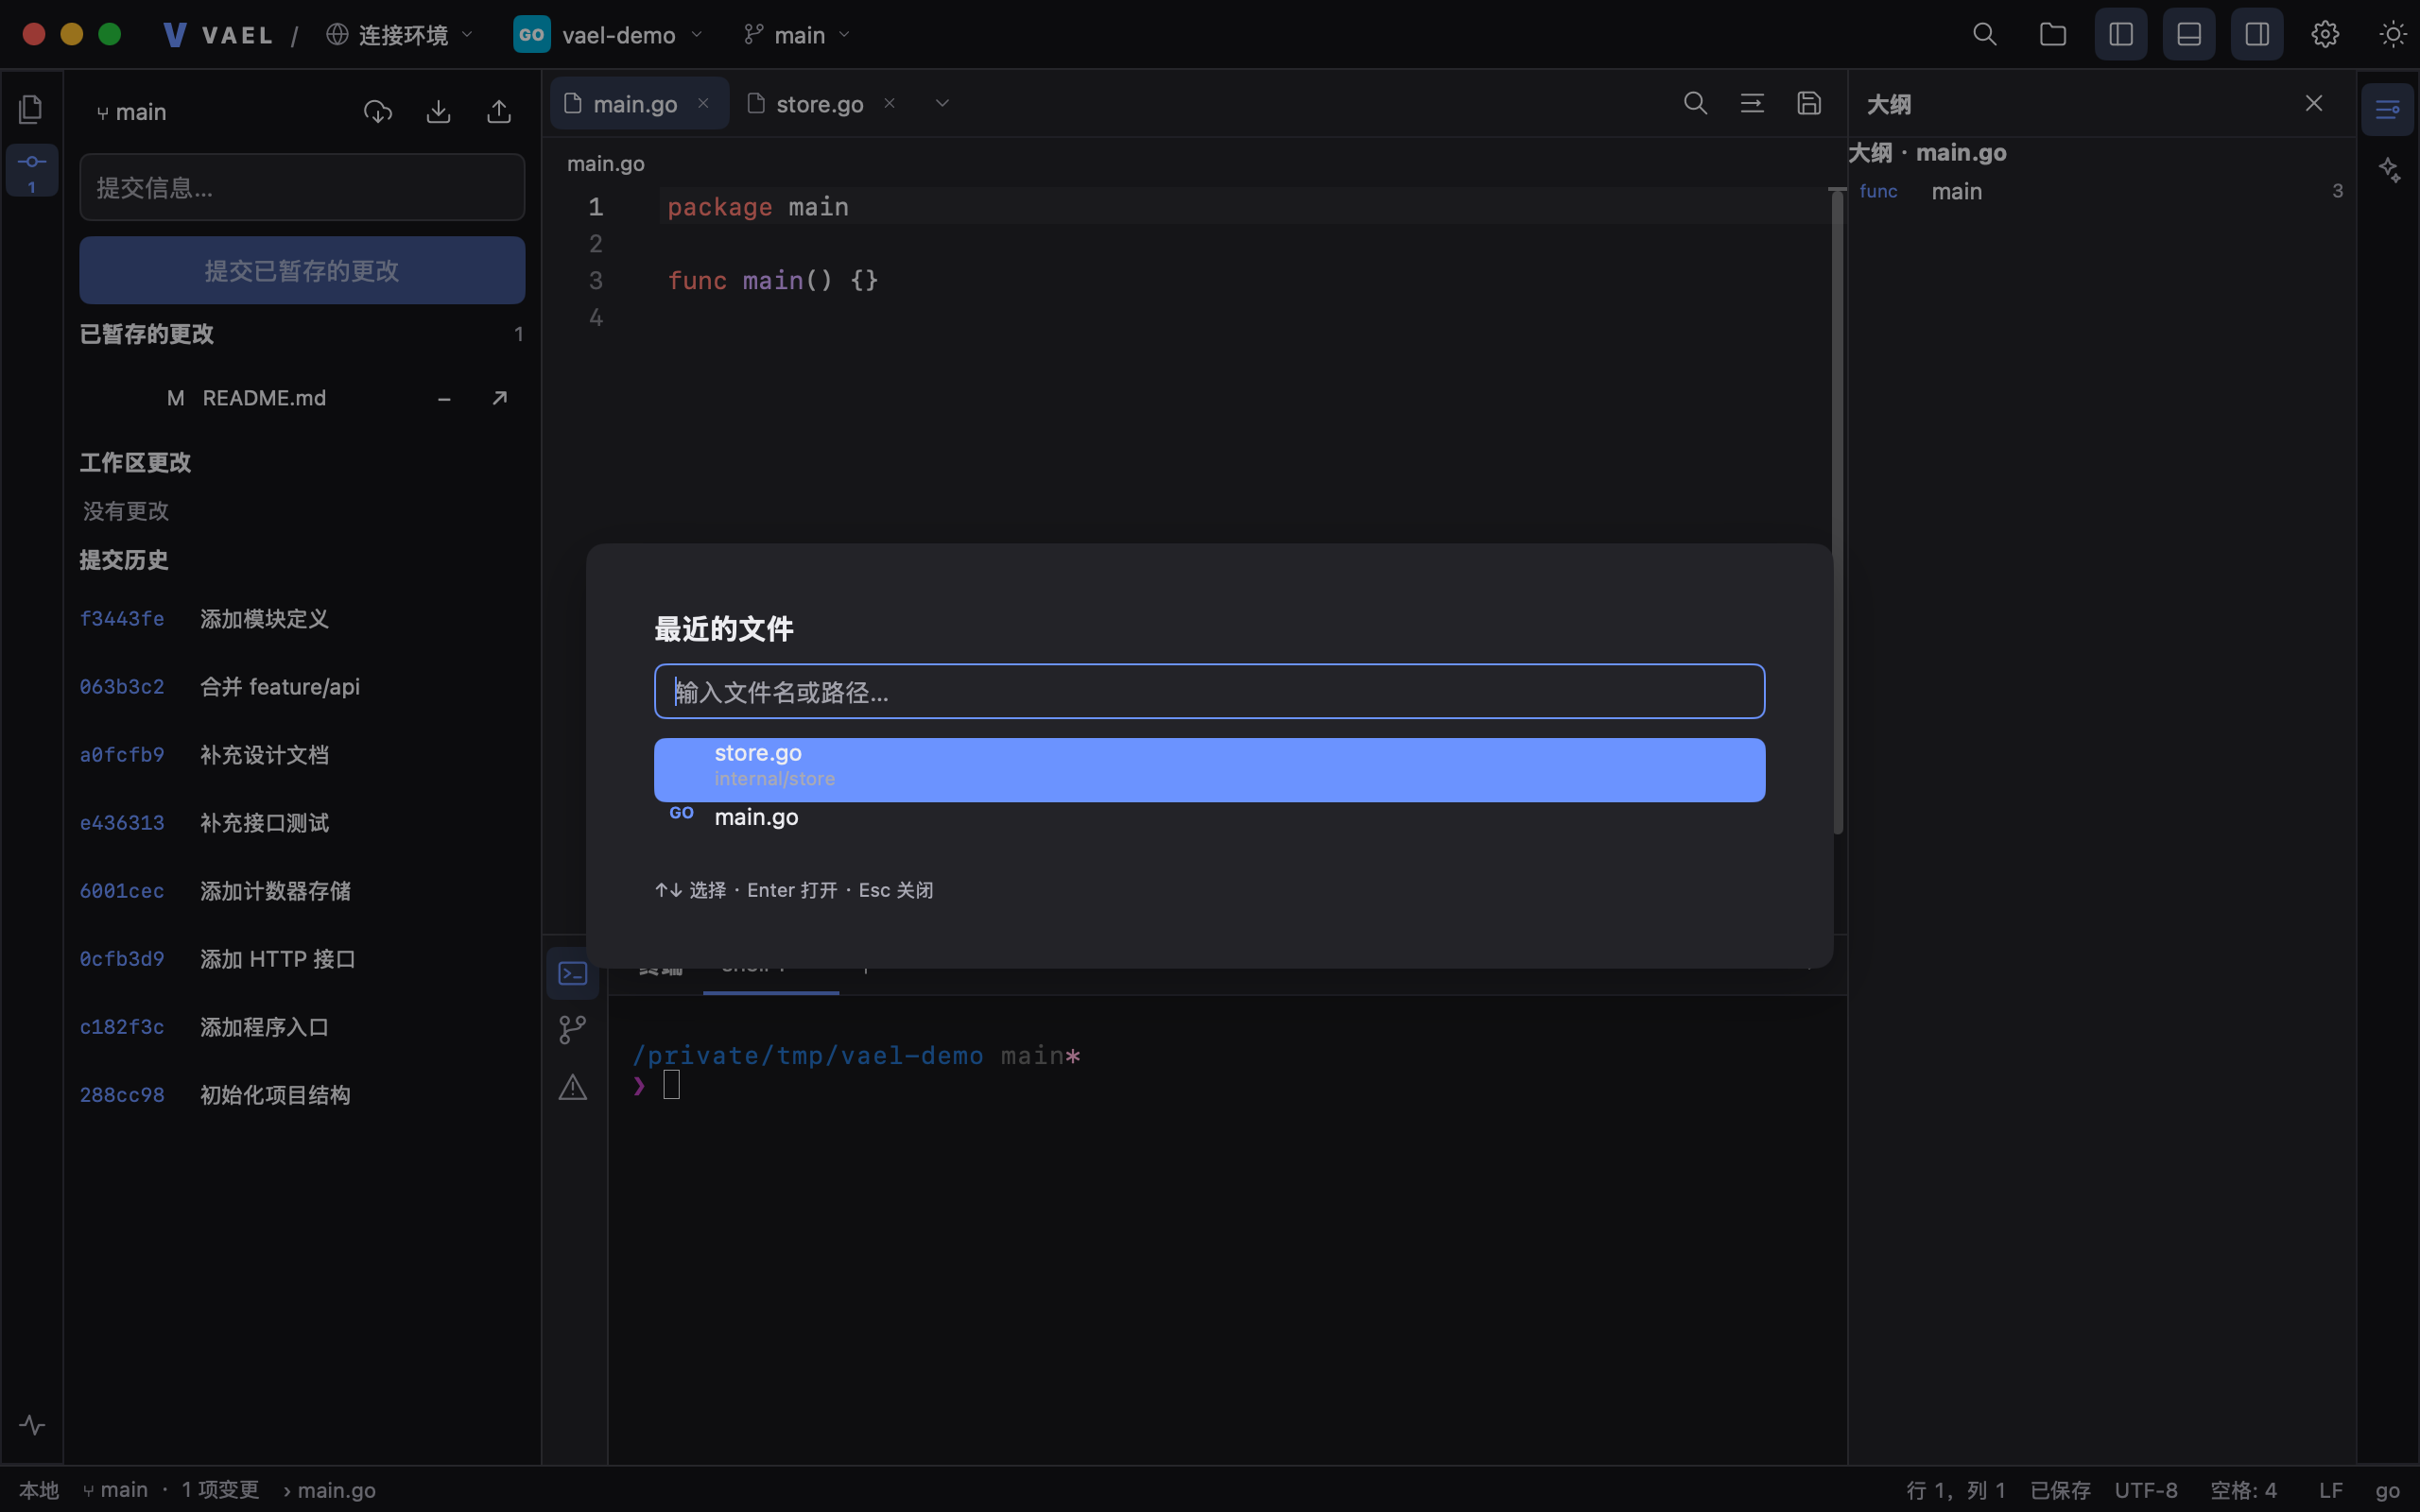 VAEL / 连接环境 GO vael-demo main
main
1
提交信息...
提交已暂存的更改
已暂存的更改 1
M README.md
工作区更改
没有更改
提交历史
f3443fe 添加模块定义
063b3c2 合并 feature/api
a0fcfb9 补充设计文档
e436313 补充接口测试
6001cec 添加计数器存储
0cfb3d9 添加 HTTP 接口
c182f3c 添加程序入口
288cc98 初始化项目结构
main.go × store.go ×
main.go
1 package main
2
3 func main() {}
4
最近的文件
输入文件名或路径...
store.go
internal/store
GO main.go
↑↓ 选择 · Enter 打开 · Esc 关闭
/private/tmp/vael-demo main*
❯
大纲
大纲 · main.go
func main 3
本地 main · 1 项变更 › main.go 行 1，列 1 已保存 UTF-8 空格: 4 LF go